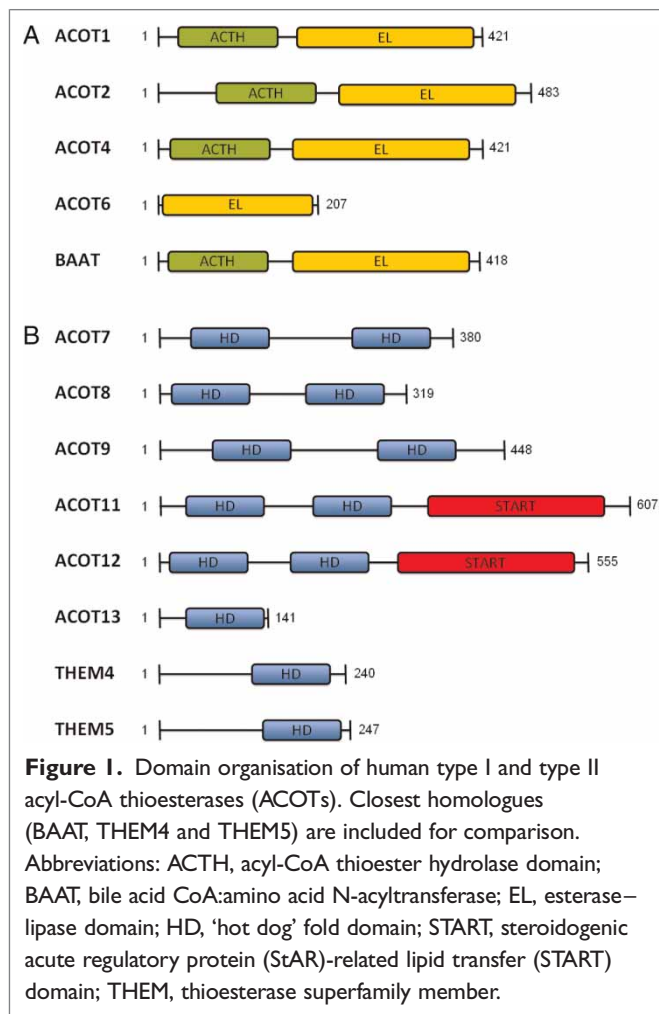 A ACOT1 1 ACTH EL 421
ACOT2 1 ACTH EL 483
ACOT4 1 ACTH EL 421
ACOT6 1 EL 207
BAAT 1 ACTH EL 418
B ACOT7 1 HD HD 380
ACOT8 1 HD HD 319
ACOT9 1 HD HD 448
ACOT11 1 HD HD START 607
ACOT12 1 HD HD START 555
ACOT13 1 HD 141
THEM4 1 HD 240
THEM5 1 HD 247
Figure 1. Domain organisation of human type I and type II
acyl-CoA thioesterases (ACOTs). Closest homologues
(BAAT, THEM4 and THEM5) are included for comparison.
Abbreviations: ACTH, acyl-CoA thioester hydrolase domain;
BAAT, bile acid CoA:amino acid N-acyltransferase; EL, esterase–
lipase domain; HD, ‘hot dog’ fold domain; START, steroidogenic
acute regulatory protein (StAR)-related lipid transfer (START)
domain; THEM, thioesterase superfamily member.